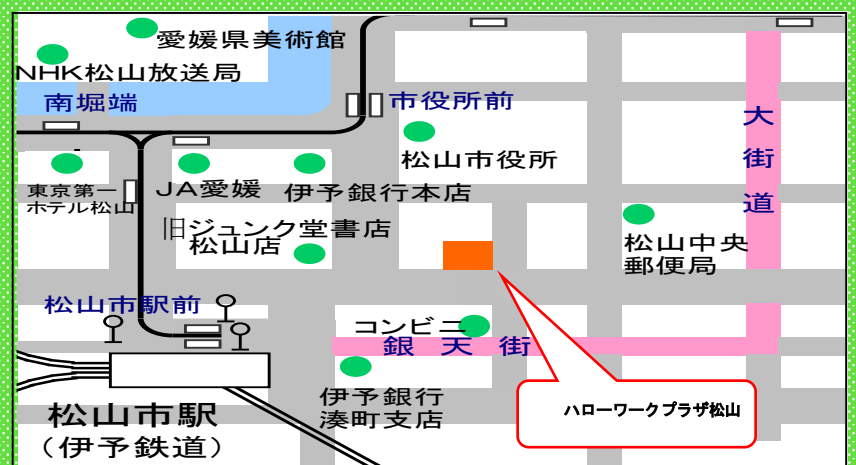 愛媛県美術館
NHK松山放送局
南堀端
市役所前
大街道
松山市役所
東京第一
ホテル松山
JA愛媛
伊予銀行本店
旧ジュンク堂書店
松山店
松山中央
郵便局
松山市駅前
コンビニ
銀天街
伊予銀行
湊町支店
ハローワークプラザ松山
松山市駅
（伊予鉄道）